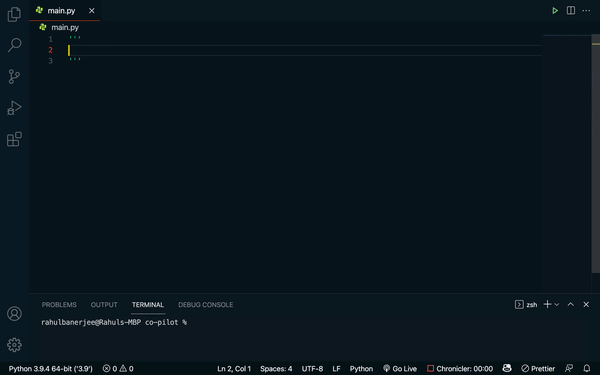 main.py
main.py
1 '''
2
3 '''
PROBLEMS OUTPUT TERMINAL DEBUG CONSOLE zsh
rahulbanerjee@Rahuls-MBP co-pilot %
Python 3.9.4 64-bit ('3.9') 0 0 Ln 2, Col 1 Spaces: 4 UTF-8 LF Python Go Live Chronicler: 00:00 Prettier